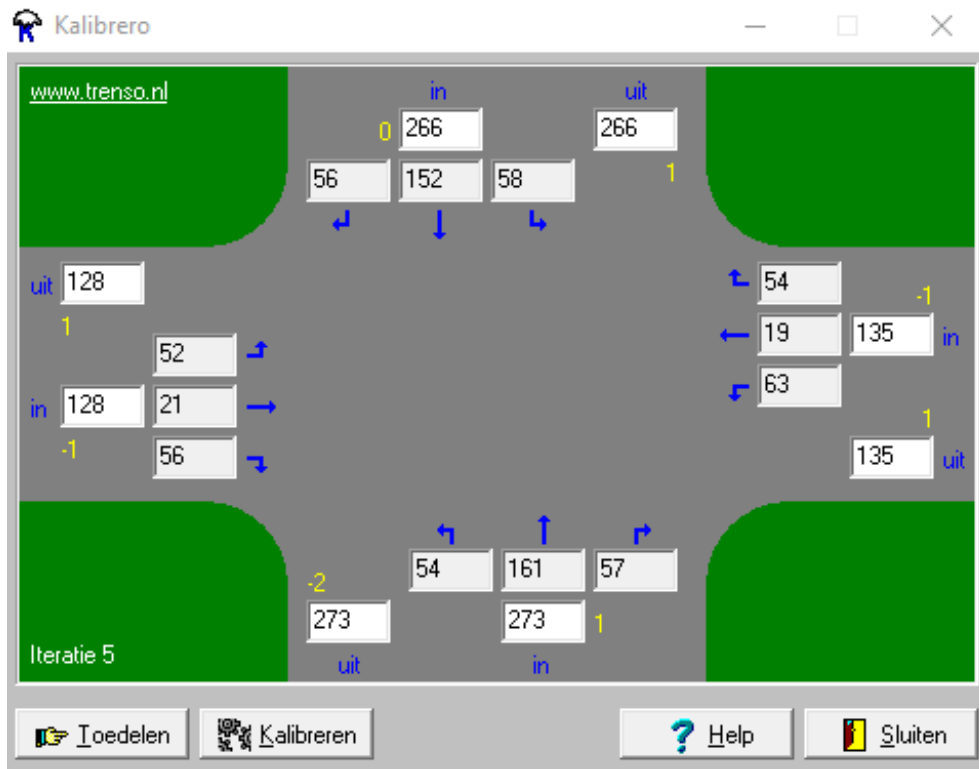 Kalibrero
www.trenso.nl
in uit
0 266 266
56 152 58 1
uit 128
1
54 -1
19 135 in
63
52
in 128 21
-1 56
1
135 uit
54 161 57
-2
273 273 1
uit in
Iteratie 5
Toedelen Kalibreren Help Sluiten